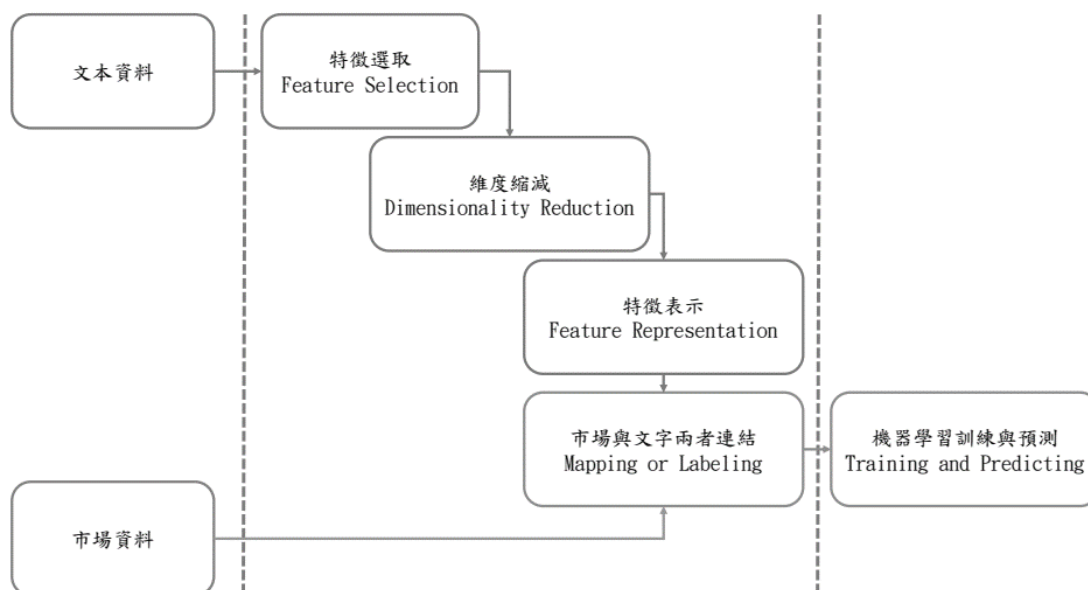 文本資料
特徵選取
Feature Selection
維度縮減
Dimensionality Reduction
特徵表示
Feature Representation
市場與文字兩者連結
Mapping or Labeling
機器學習訓練與預測
Training and Predicting
市場資料